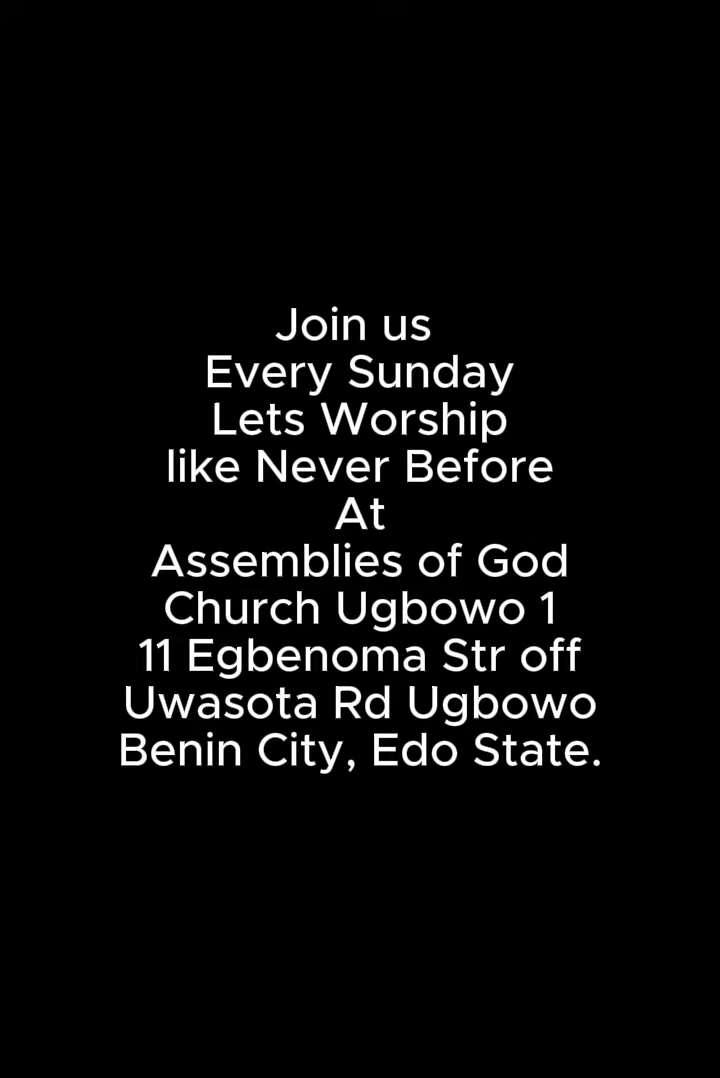 Join us
Every Sunday
Lets Worship
like Never Before
At
Assemblies of God
Church Ugbowo 1
11 Egbenoma Str off
Uwasota Rd Ugbowo
Benin City, Edo State.